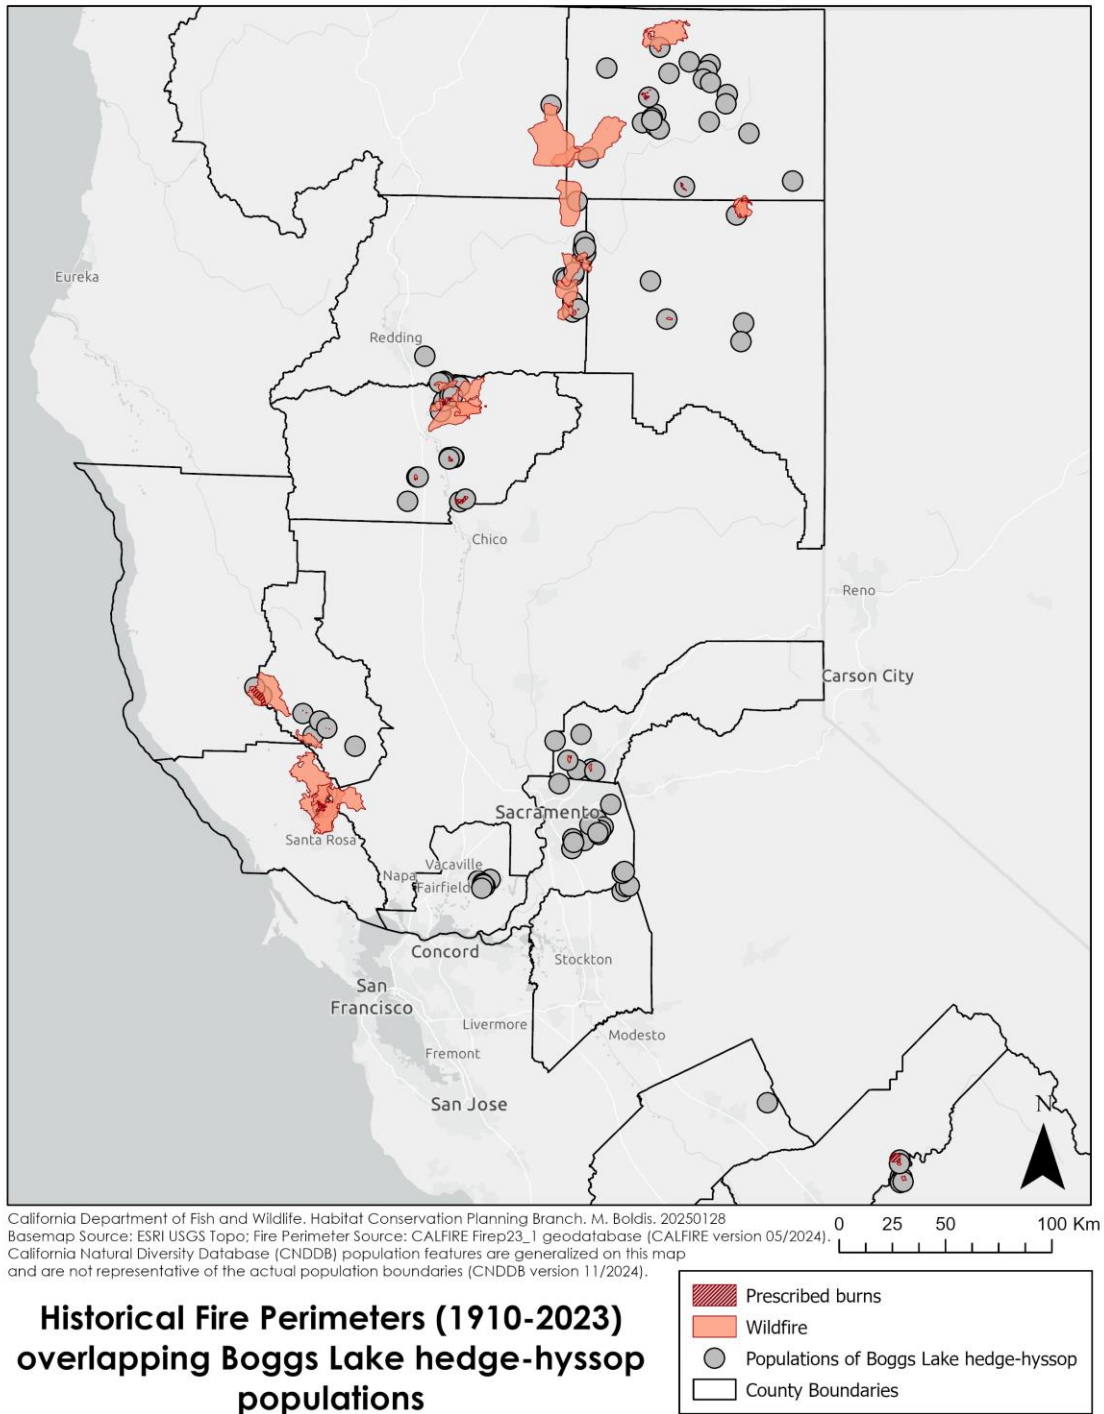 Eureka
Redding
Chico
Reno
Carson City
Sacramento
Santa Rosa
Vacaville
Napa
Fairfield
Concord
Stockton
San
Francisco
Livermore
Modesto
Fremont
San Jose
N
California Department of Fish and Wildlife. Habitat Conservation Planning Branch. M. Boldis. 20250128
Basemap Source: ESRI USGS Topo; Fire Perimeter Source: CALFIRE Firep23_1 geodatabase (CALFIRE version 05/2024).
California Natural Diversity Database (CNDDB) population features are generalized on this map
and are not representative of the actual population boundaries (CNDDB version 11/2024).
0 25 50 100 Km
Historical Fire Perimeters (1910-2023)
overlapping Boggs Lake hedge-hyssop
populations
Prescribed burns
Wildfire
Populations of Boggs Lake hedge-hyssop
County Boundaries